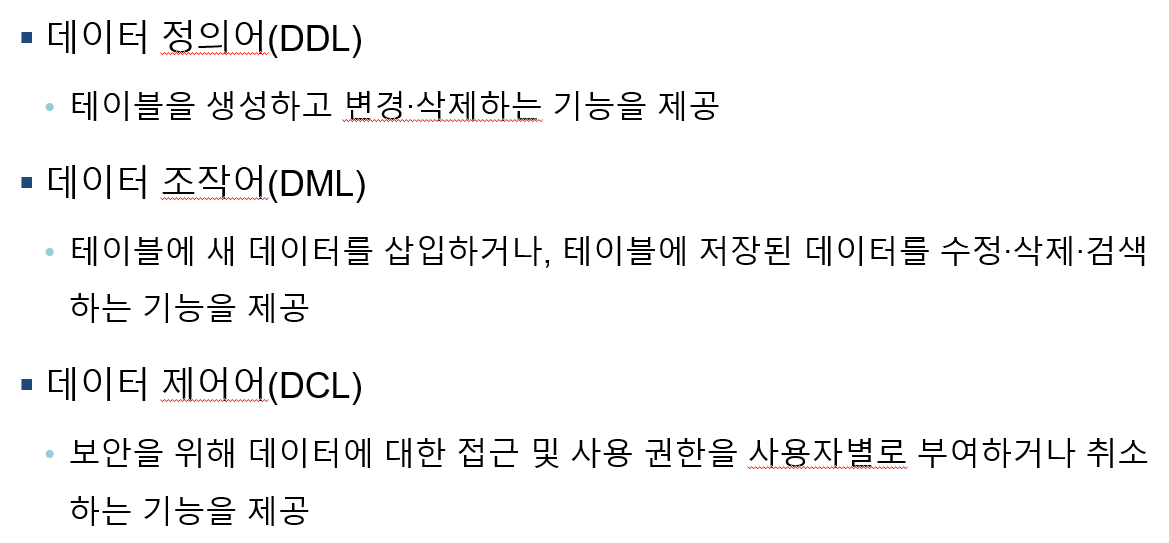 ▪ 데이터 정의어(DDL)
• 테이블을 생성하고 변경·삭제하는 기능을 제공
▪ 데이터 조작어(DML)
• 테이블에 새 데이터를 삽입하거나, 테이블에 저장된 데이터를 수정·삭제·검색
하는 기능을 제공
▪ 데이터 제어어(DCL)
• 보안을 위해 데이터에 대한 접근 및 사용 권한을 사용자별로 부여하거나 취소
하는 기능을 제공